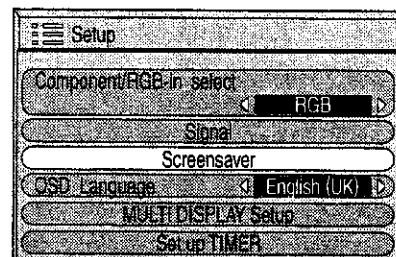 Setup
Component/RGB-in select
RGB
Signal
Screensaver
OSD Language English (UK)
MULTI DISPLAY Setup
Set up TIMER